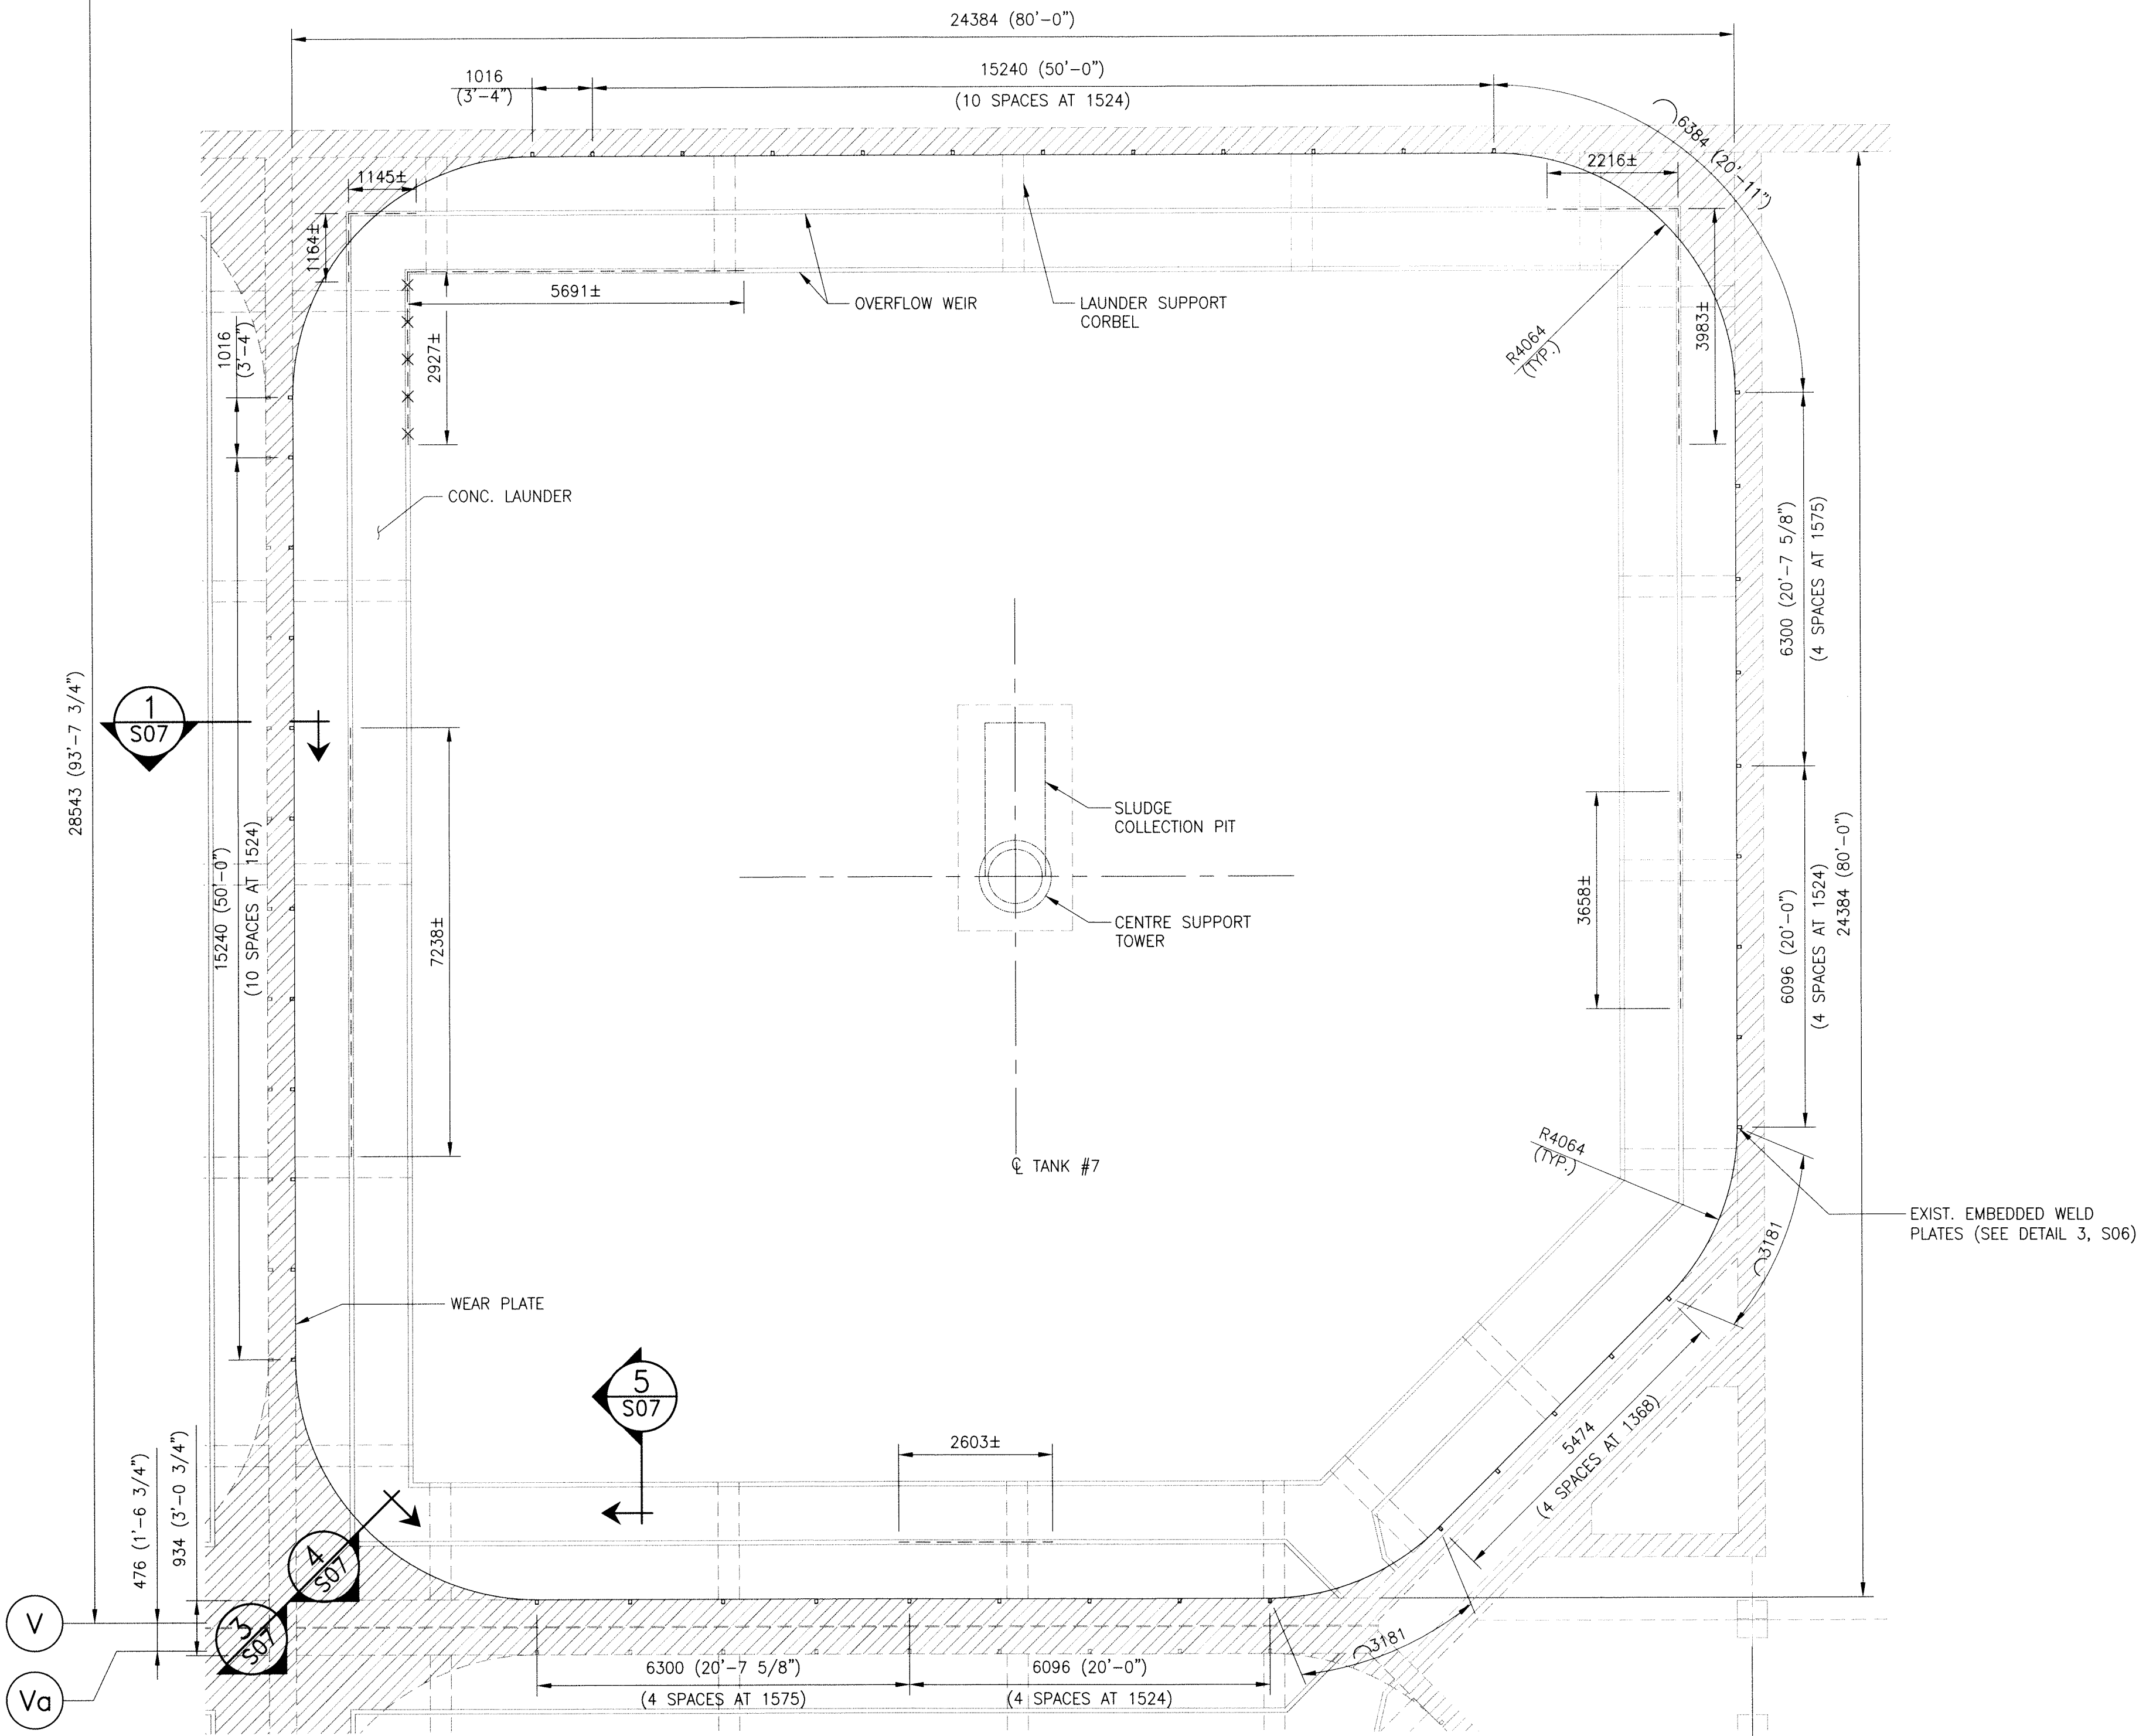 24384 (80'-0")
1016
(3'-4")
15240 (50'-0")
(10 SPACES AT 1524)
6384 (20'-11")
1145±
2216±
1164±
5691±
OVERFLOW WEIR
LAUNDER SUPPORT
CORBEL
2927±
R4064
(TYP.)
3983±
1016
(3'-4")
CONC. LAUNDER
6300 (20'-7 5/8")
(4 SPACES AT 1575)
28543 (93'-7 3/4")
1
S07
SLUDGE
COLLECTION PIT
15240 (50'-0")
(10 SPACES AT 1524)
7238±
CENTRE SUPPORT
TOWER
3658±
6096 (20'-0")
(4 SPACES AT 1524)
24384 (80'-0")
℄ TANK #7
R4064
(TYP.)
3181
EXIST. EMBEDDED WELD
PLATES (SEE DETAIL 3, S06)
WEAR PLATE
5
S07
2603±
5474
(4 SPACES AT 1368)
476 (1'-6 3/4")
934 (3'-0 3/4")
4
S07
3
S07
V
Va
3181
6300 (20'-7 5/8")
(4 SPACES AT 1575)
6096 (20'-0")
(4 SPACES AT 1524)